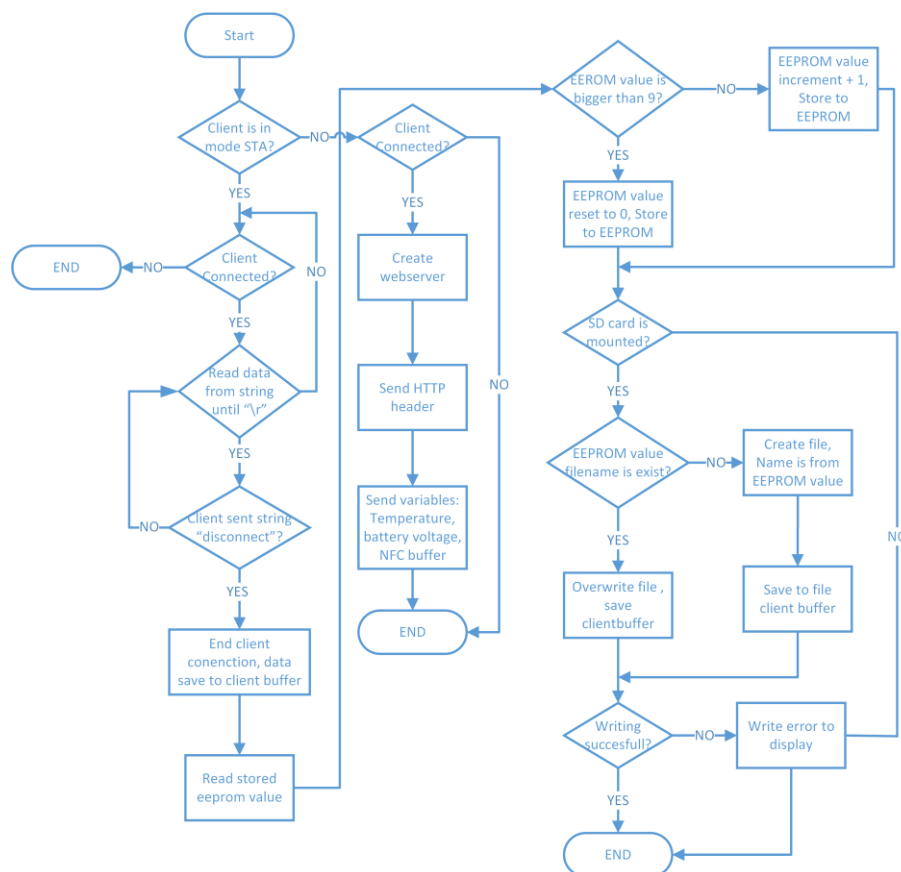 Start
Client is in
mode STA?
NO
YES
Client
Connected?
NO
END
YES
NO
Read data
from string
until “\r”
YES
Client sent string
“disconnect”?
NO
YES
End client
conenction, data
save to client buffer
Read stored
eeprom value
Client
Connected?
YES
NO
Create
webserver
Send HTTP
header
Send variables:
Temperature,
battery voltage,
NFC buffer
END
EEROM value is
bigger than 9?
NO
EEPROM value
increment + 1,
Store to
EEPROM
YES
EEPROM value
reset to 0, Store
to EEPROM
SD card is
mounted?
NO
YES
EEPROM value
filename is exist?
NO
Create file,
Name is from
EEPROM value
YES
Overwrite file ,
save
clientbuffer
Save to file
client buffer
Writing
succesfull?
NO
Write error to
display
YES
END